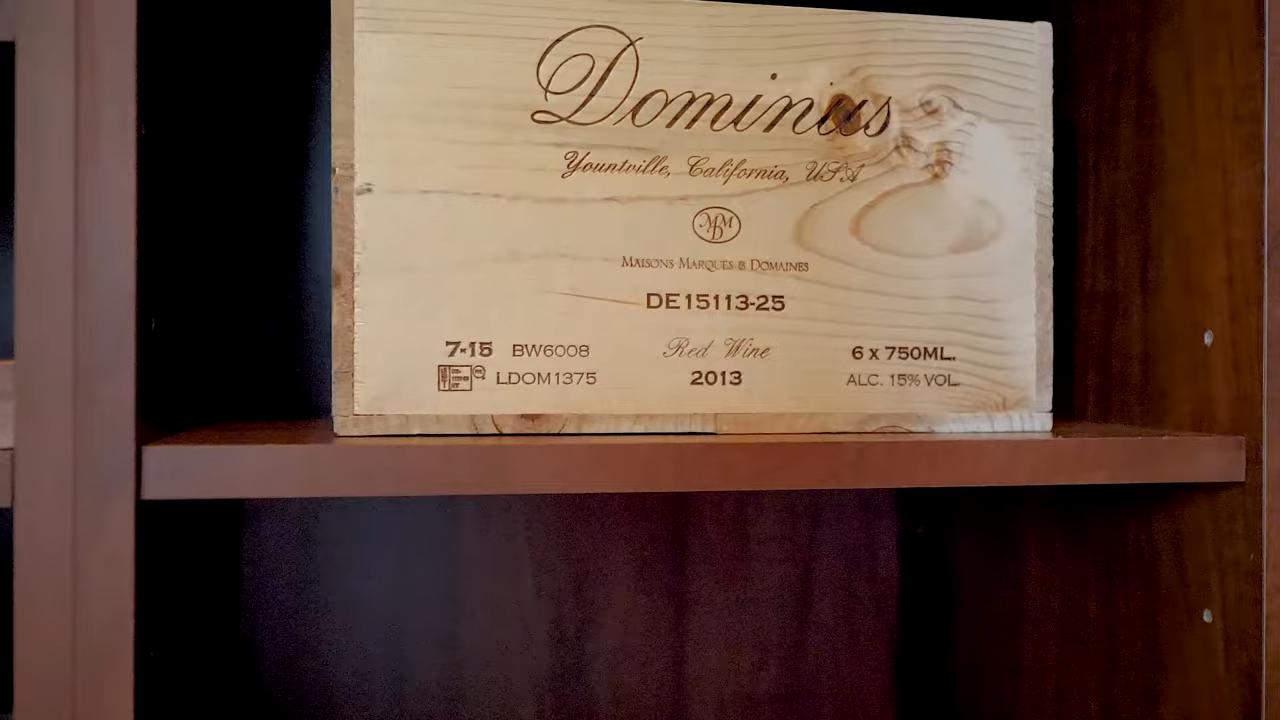 Dominus
Yountville, California, USA
MDM
MAISONS MARQUES & DOMAINES
DE15113-25
7-15 BW6008 Red Wine 6 x 750ML.
LDOM1375 2013 ALC. 15% VOL.